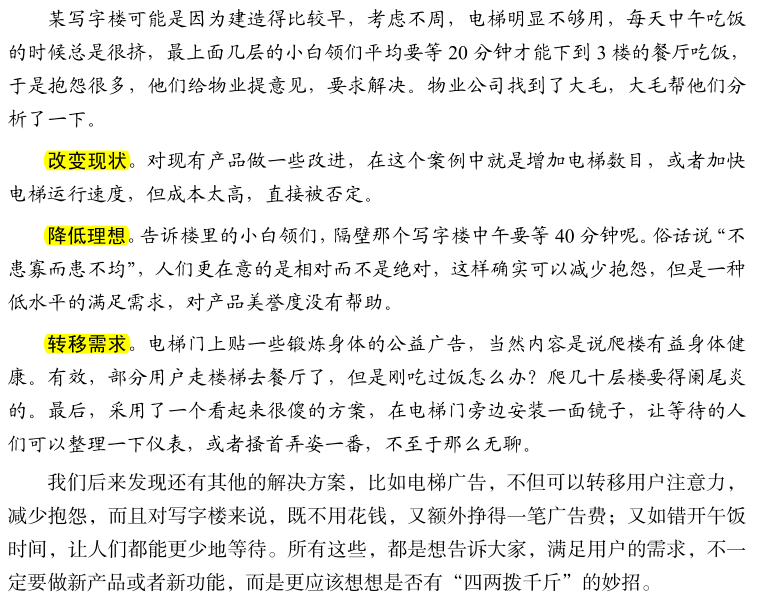 某写字楼可能是因为建造得比较早，考虑不周，电梯明显不够用，每天中午吃饭
的时候总是很挤，最上面几层的小白领们平均要等 20 分钟才能下到 3 楼的餐厅吃饭，
于是抱怨很多，他们给物业提意见，要求解决。物业公司找到了大毛，大毛帮他们分
析了一下。
改变现状。对现有产品做一些改进，在这个案例中就是增加电梯数目，或者加快
电梯运行速度，但成本太高，直接被否定。
降低理想。告诉楼里的小白领们，隔壁那个写字楼中午要等 40 分钟呢。俗话说“不
患寡而患不均”，人们更在意的是相对而不是绝对，这样确实可以减少抱怨，但是一种
低水平的满足需求，对产品美誉度没有帮助。
转移需求。电梯门上贴一些锻炼身体的公益广告，当然内容是说爬楼有益身体健
康。有效，部分用户走楼梯去餐厅了，但是刚吃过饭怎么办？爬几十层楼要得阑尾炎
的。最后，采用了一个看起来很傻的方案，在电梯门旁边安装一面镜子，让等待的人
们可以整理一下仪表，或者搔首弄姿一番，不至于那么无聊。
我们后来发现还有其他的解决方案，比如电梯广告，不但可以转移用户注意力，
减少抱怨，而且对写字楼来说，既不用花钱，又额外挣得一笔广告费；又如错开午饭
时间，让人们都能更少地等待。所有这些，都是想告诉大家，满足用户的需求，不一
定要做新产品或者新功能，而是更应该想想是否有“四两拨千斤”的妙招。